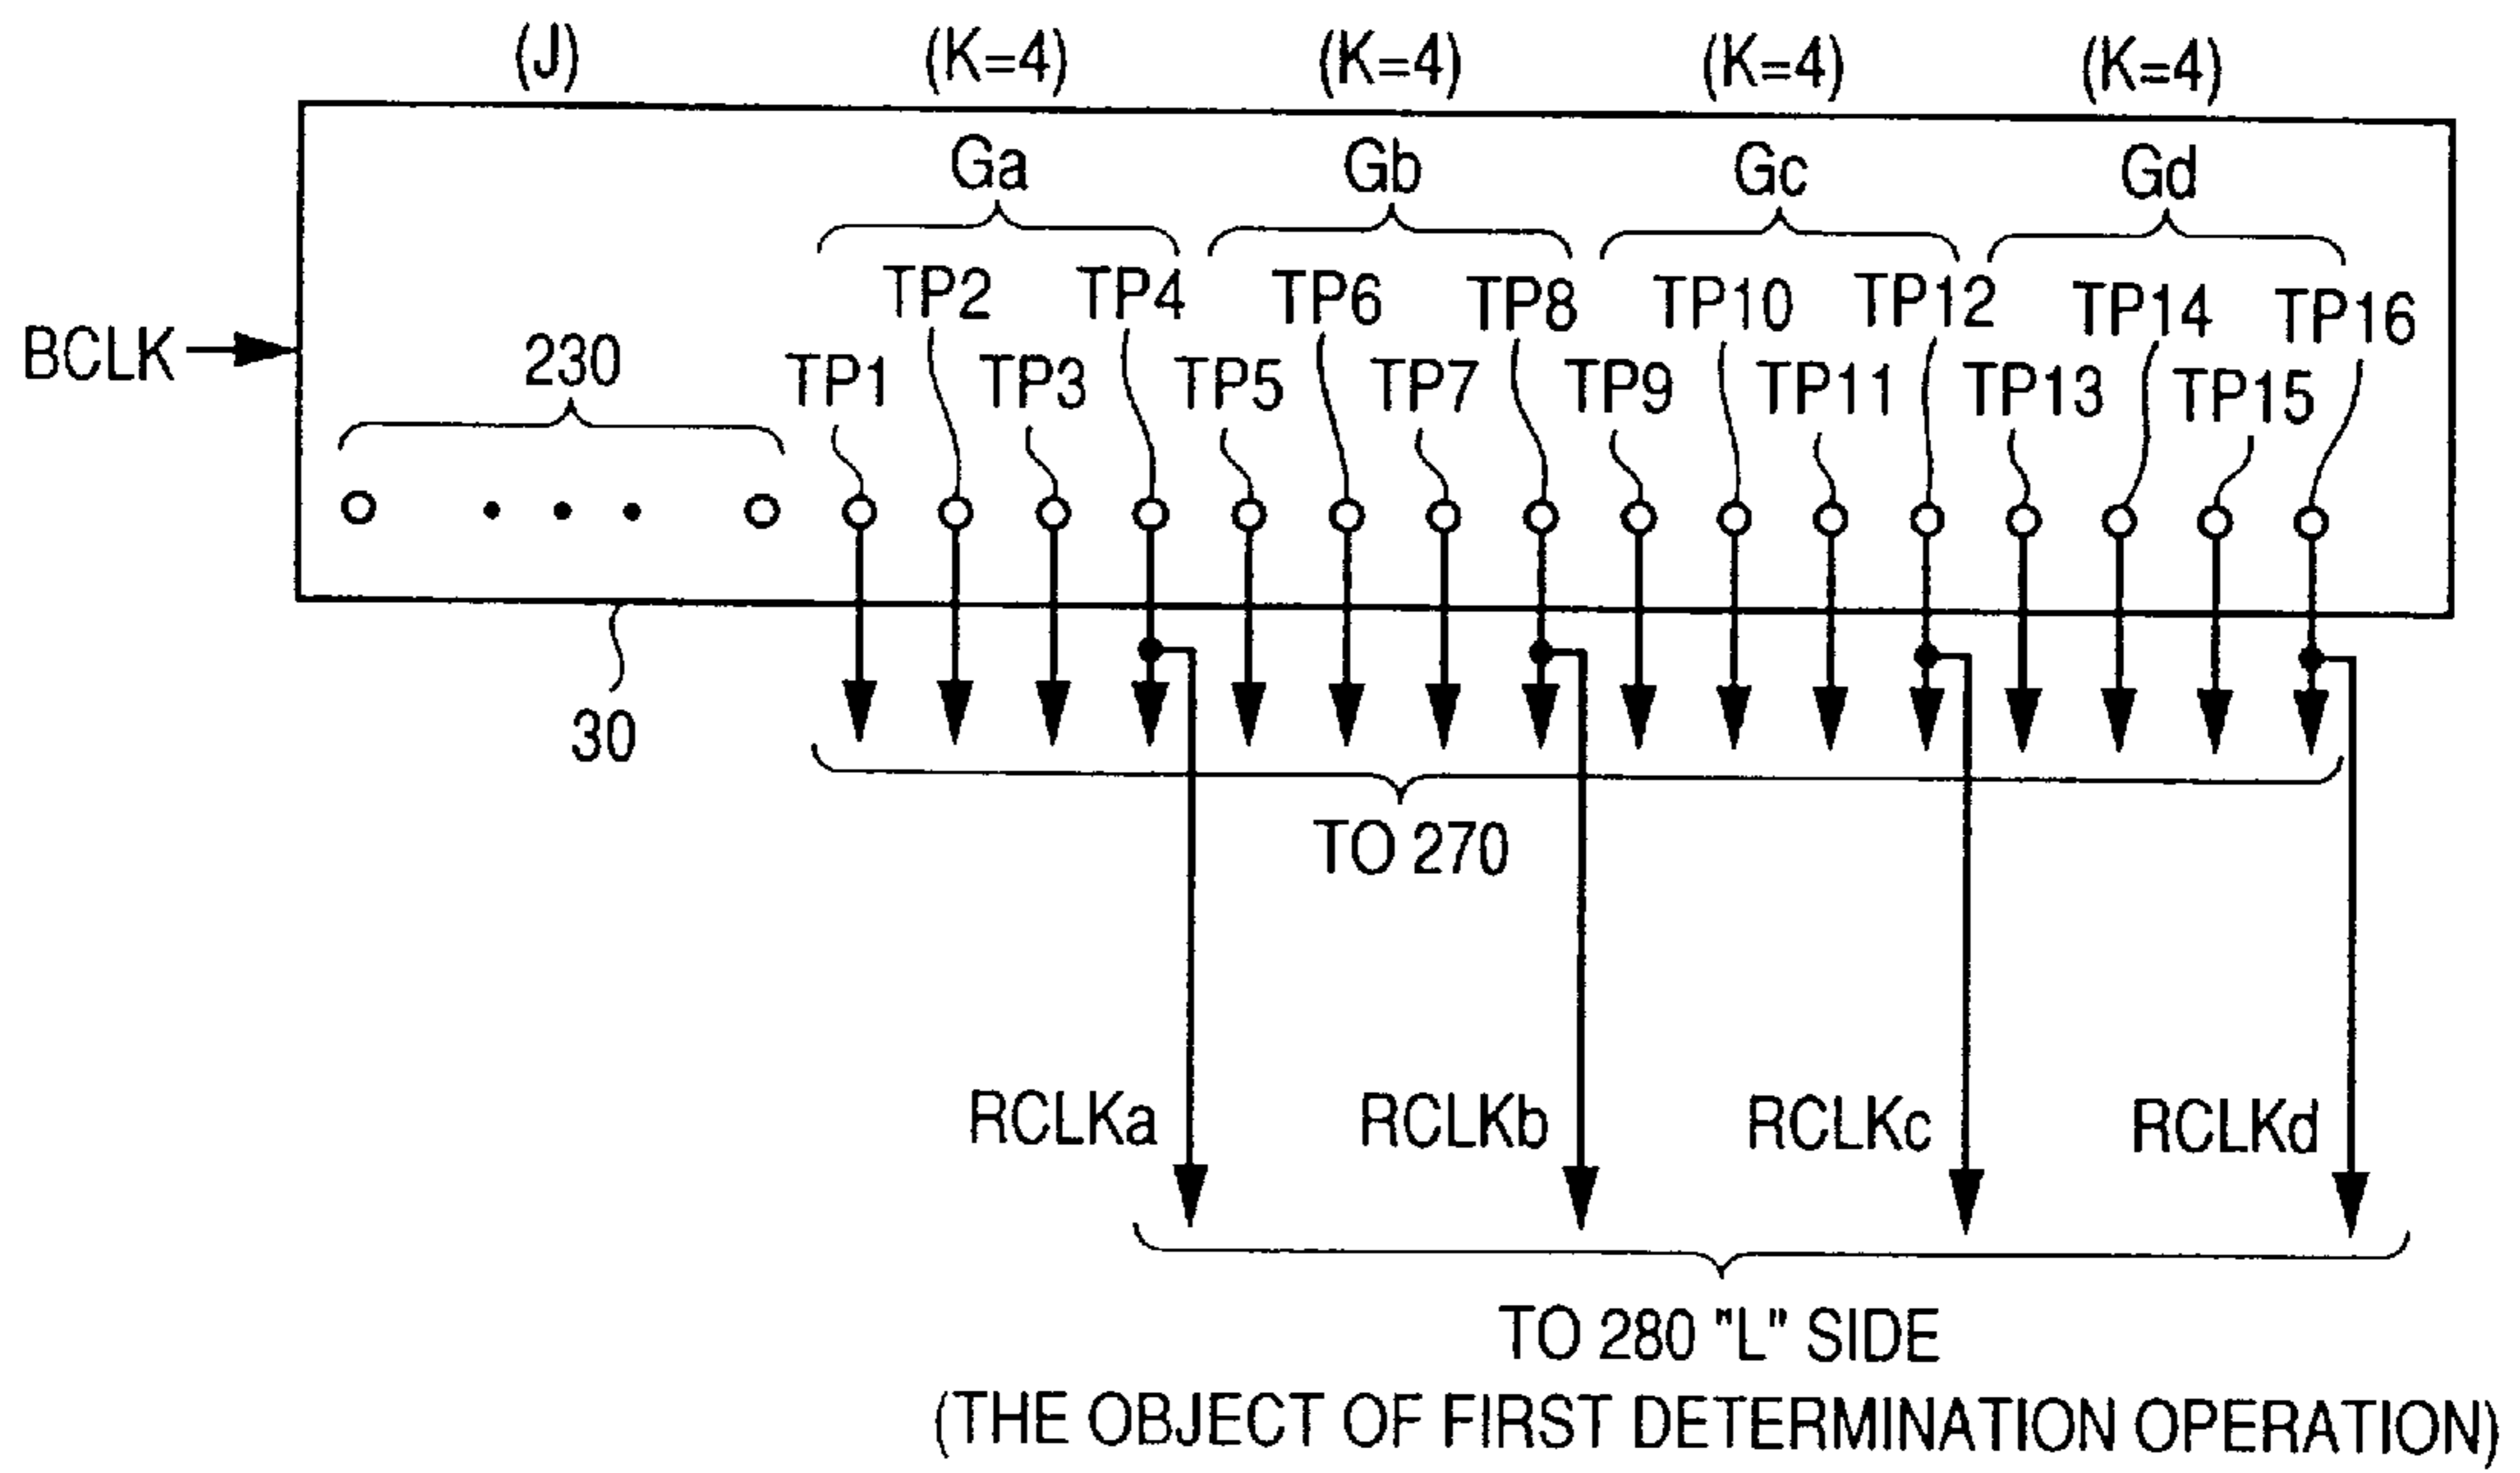 (J) (K=4) (K=4) (K=4) (K=4)
Ga Gb Gc Gd
TP2 TP4 TP6 TP8 TP10 TP12 TP14 TP16
BCLK 230 TP1 TP3 TP5 TP7 TP9 TP11 TP13 TP15
30
TO 270
RCLKa RCLKb RCLKc RCLKd
TO 280 "L" SIDE
(THE OBJECT OF FIRST DETERMINATION OPERATION)